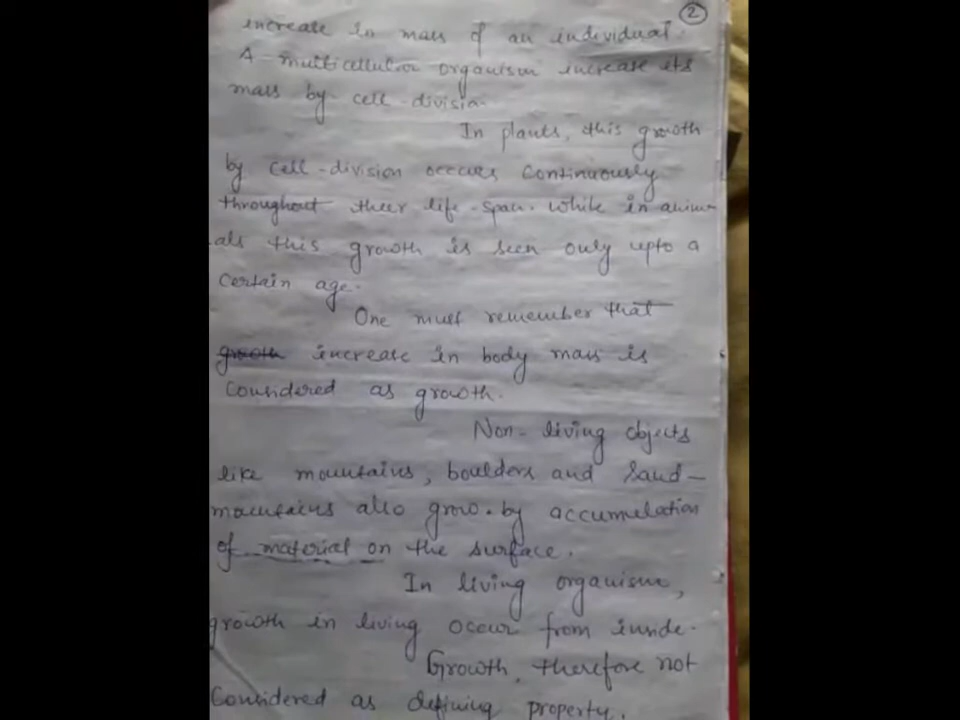 2
increase in mass of an individual.
A multicellular organism increase its
mass by cell-division.
In plants, this growth
by cell-division occurs continuously
throughout their life-span. while in anim-
als this growth is seen only upto a
certain age.
One must remember that
growth increase in body mass is
considered as growth.
Non-living objects
like mountains, boulders and sand-
mountains also grow. by accumulation
of material on the surface.
In living organism,
growth in living occur from inside.
Growth, therefore not
considered as defining property.